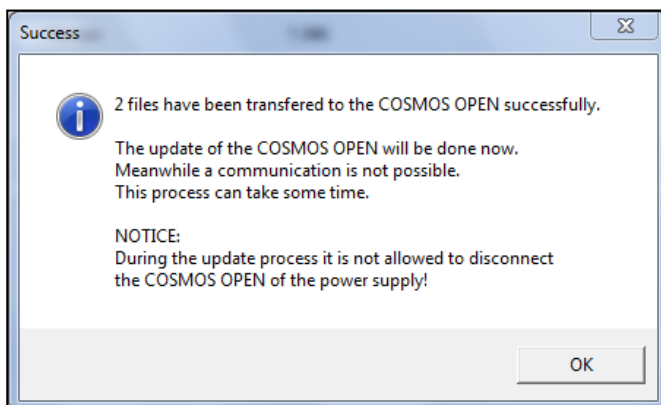 Success
2 files have been transfered to the COSMOS OPEN successfully.
The update of the COSMOS OPEN will be done now.
Meanwhile a communication is not possible.
This process can take some time.
NOTICE:
During the update process it is not allowed to disconnect
the COSMOS OPEN of the power supply!
OK